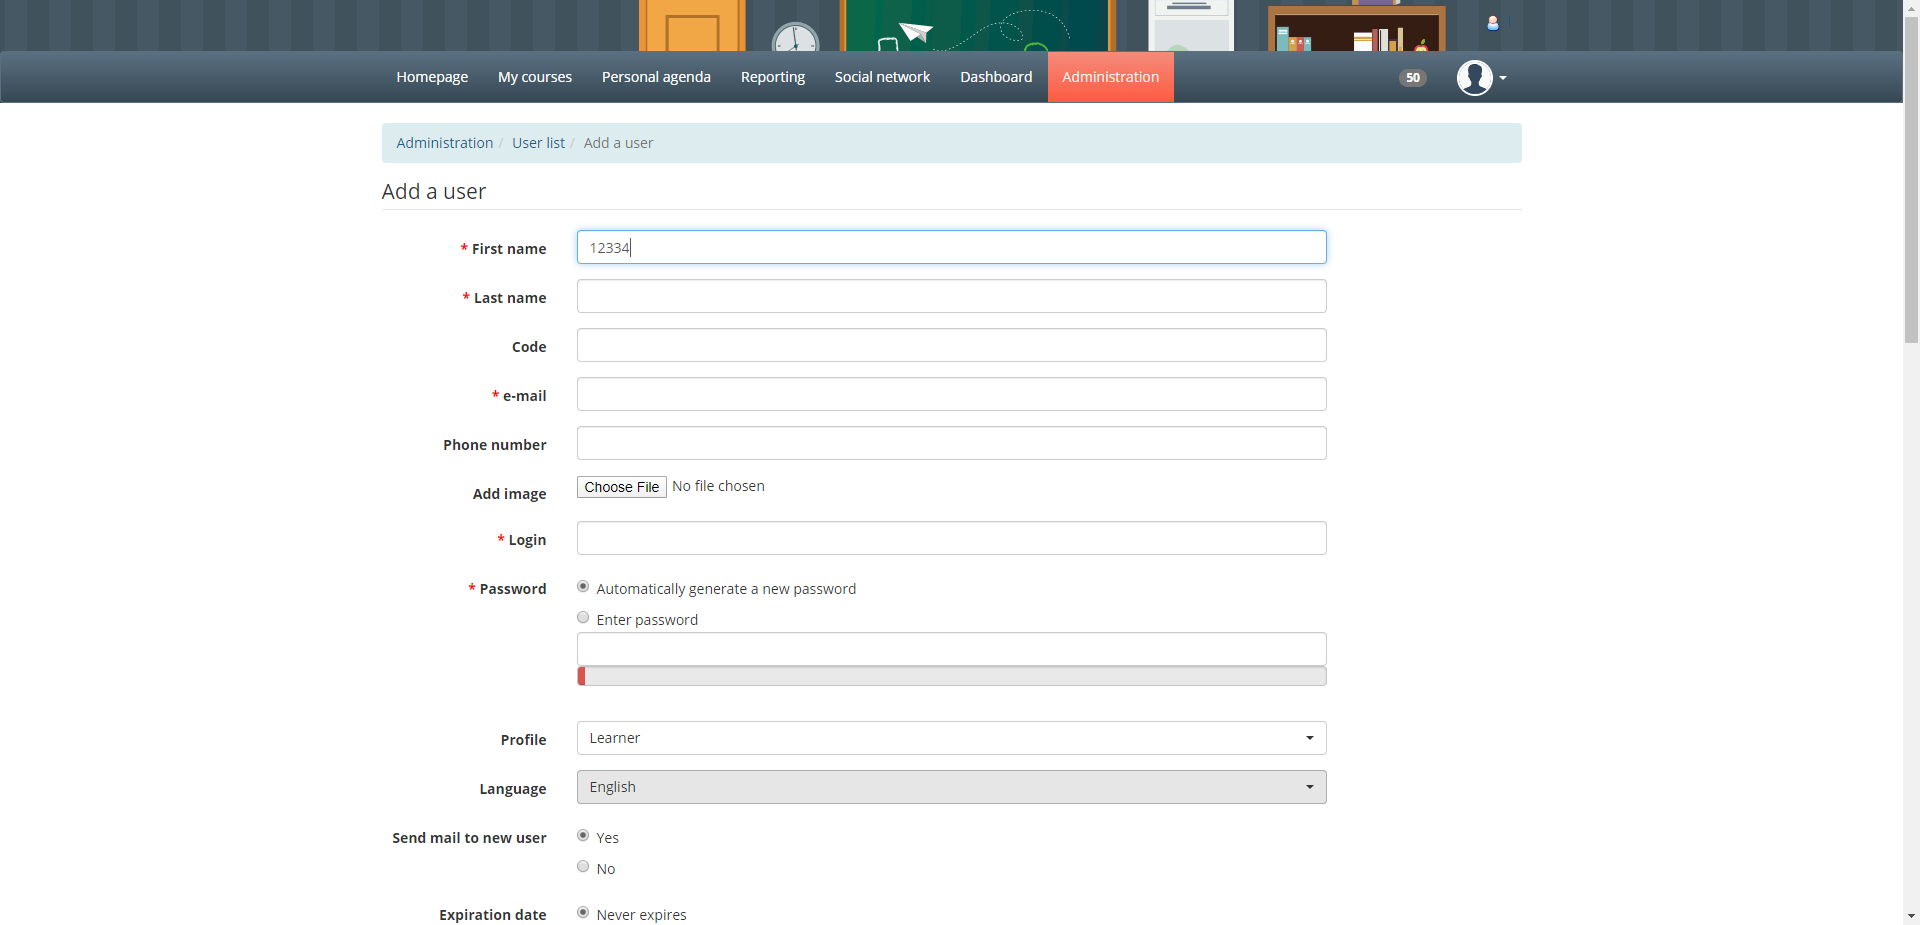 Homepage My courses Personal agenda Reporting Social network Dashboard Administration 50
Administration / User list / Add a user
Add a user
* First name 12334
* Last name
Code
* e-mail
Phone number
Add image Choose File No file chosen
* Login
* Password Automatically generate a new password
Enter password
Profile Learner
Language English
Send mail to new user Yes
No
Expiration date Never expires